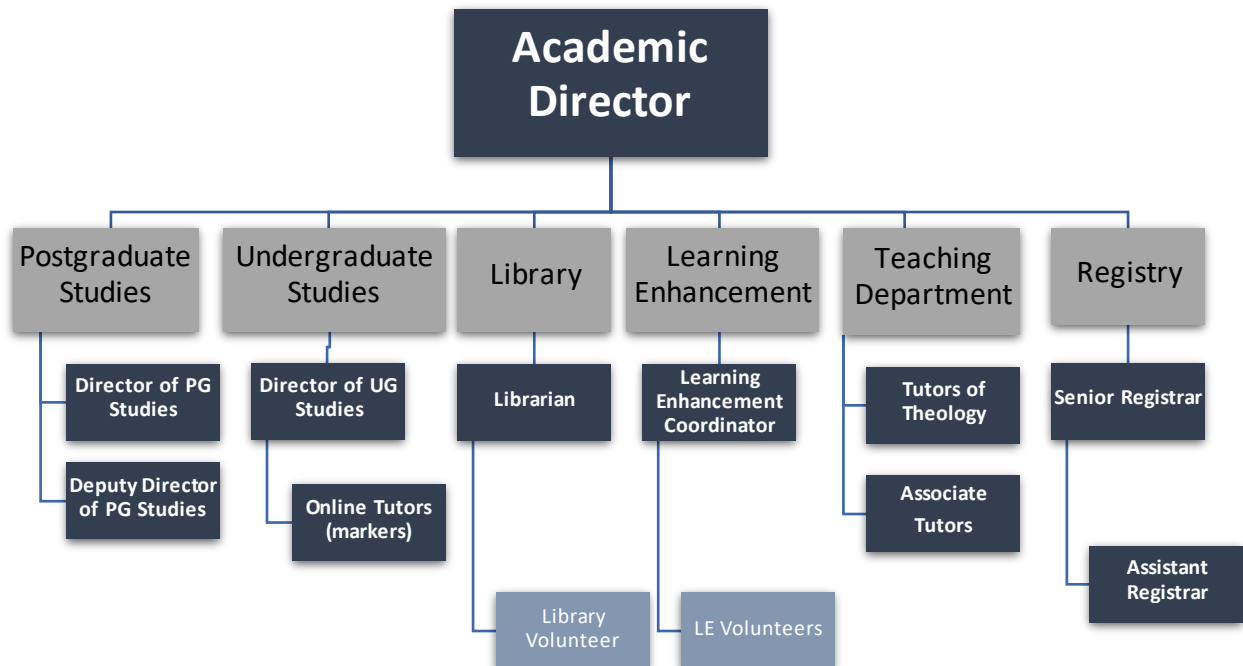 Academic
Director
Postgraduate
Studies
Undergraduate
Studies
Library
Learning
Enhancement
Teaching
Department
Registry
Director of PG
Studies
Deputy Director
of PG Studies
Director of UG
Studies
Online Tutors
(markers)
Librarian
Library
Volunteer
Learning
Enhancement
Coordinator
LE Volunteers
Tutors of
Theology
Associate
Tutors
Senior Registrar
Assistant
Registrar